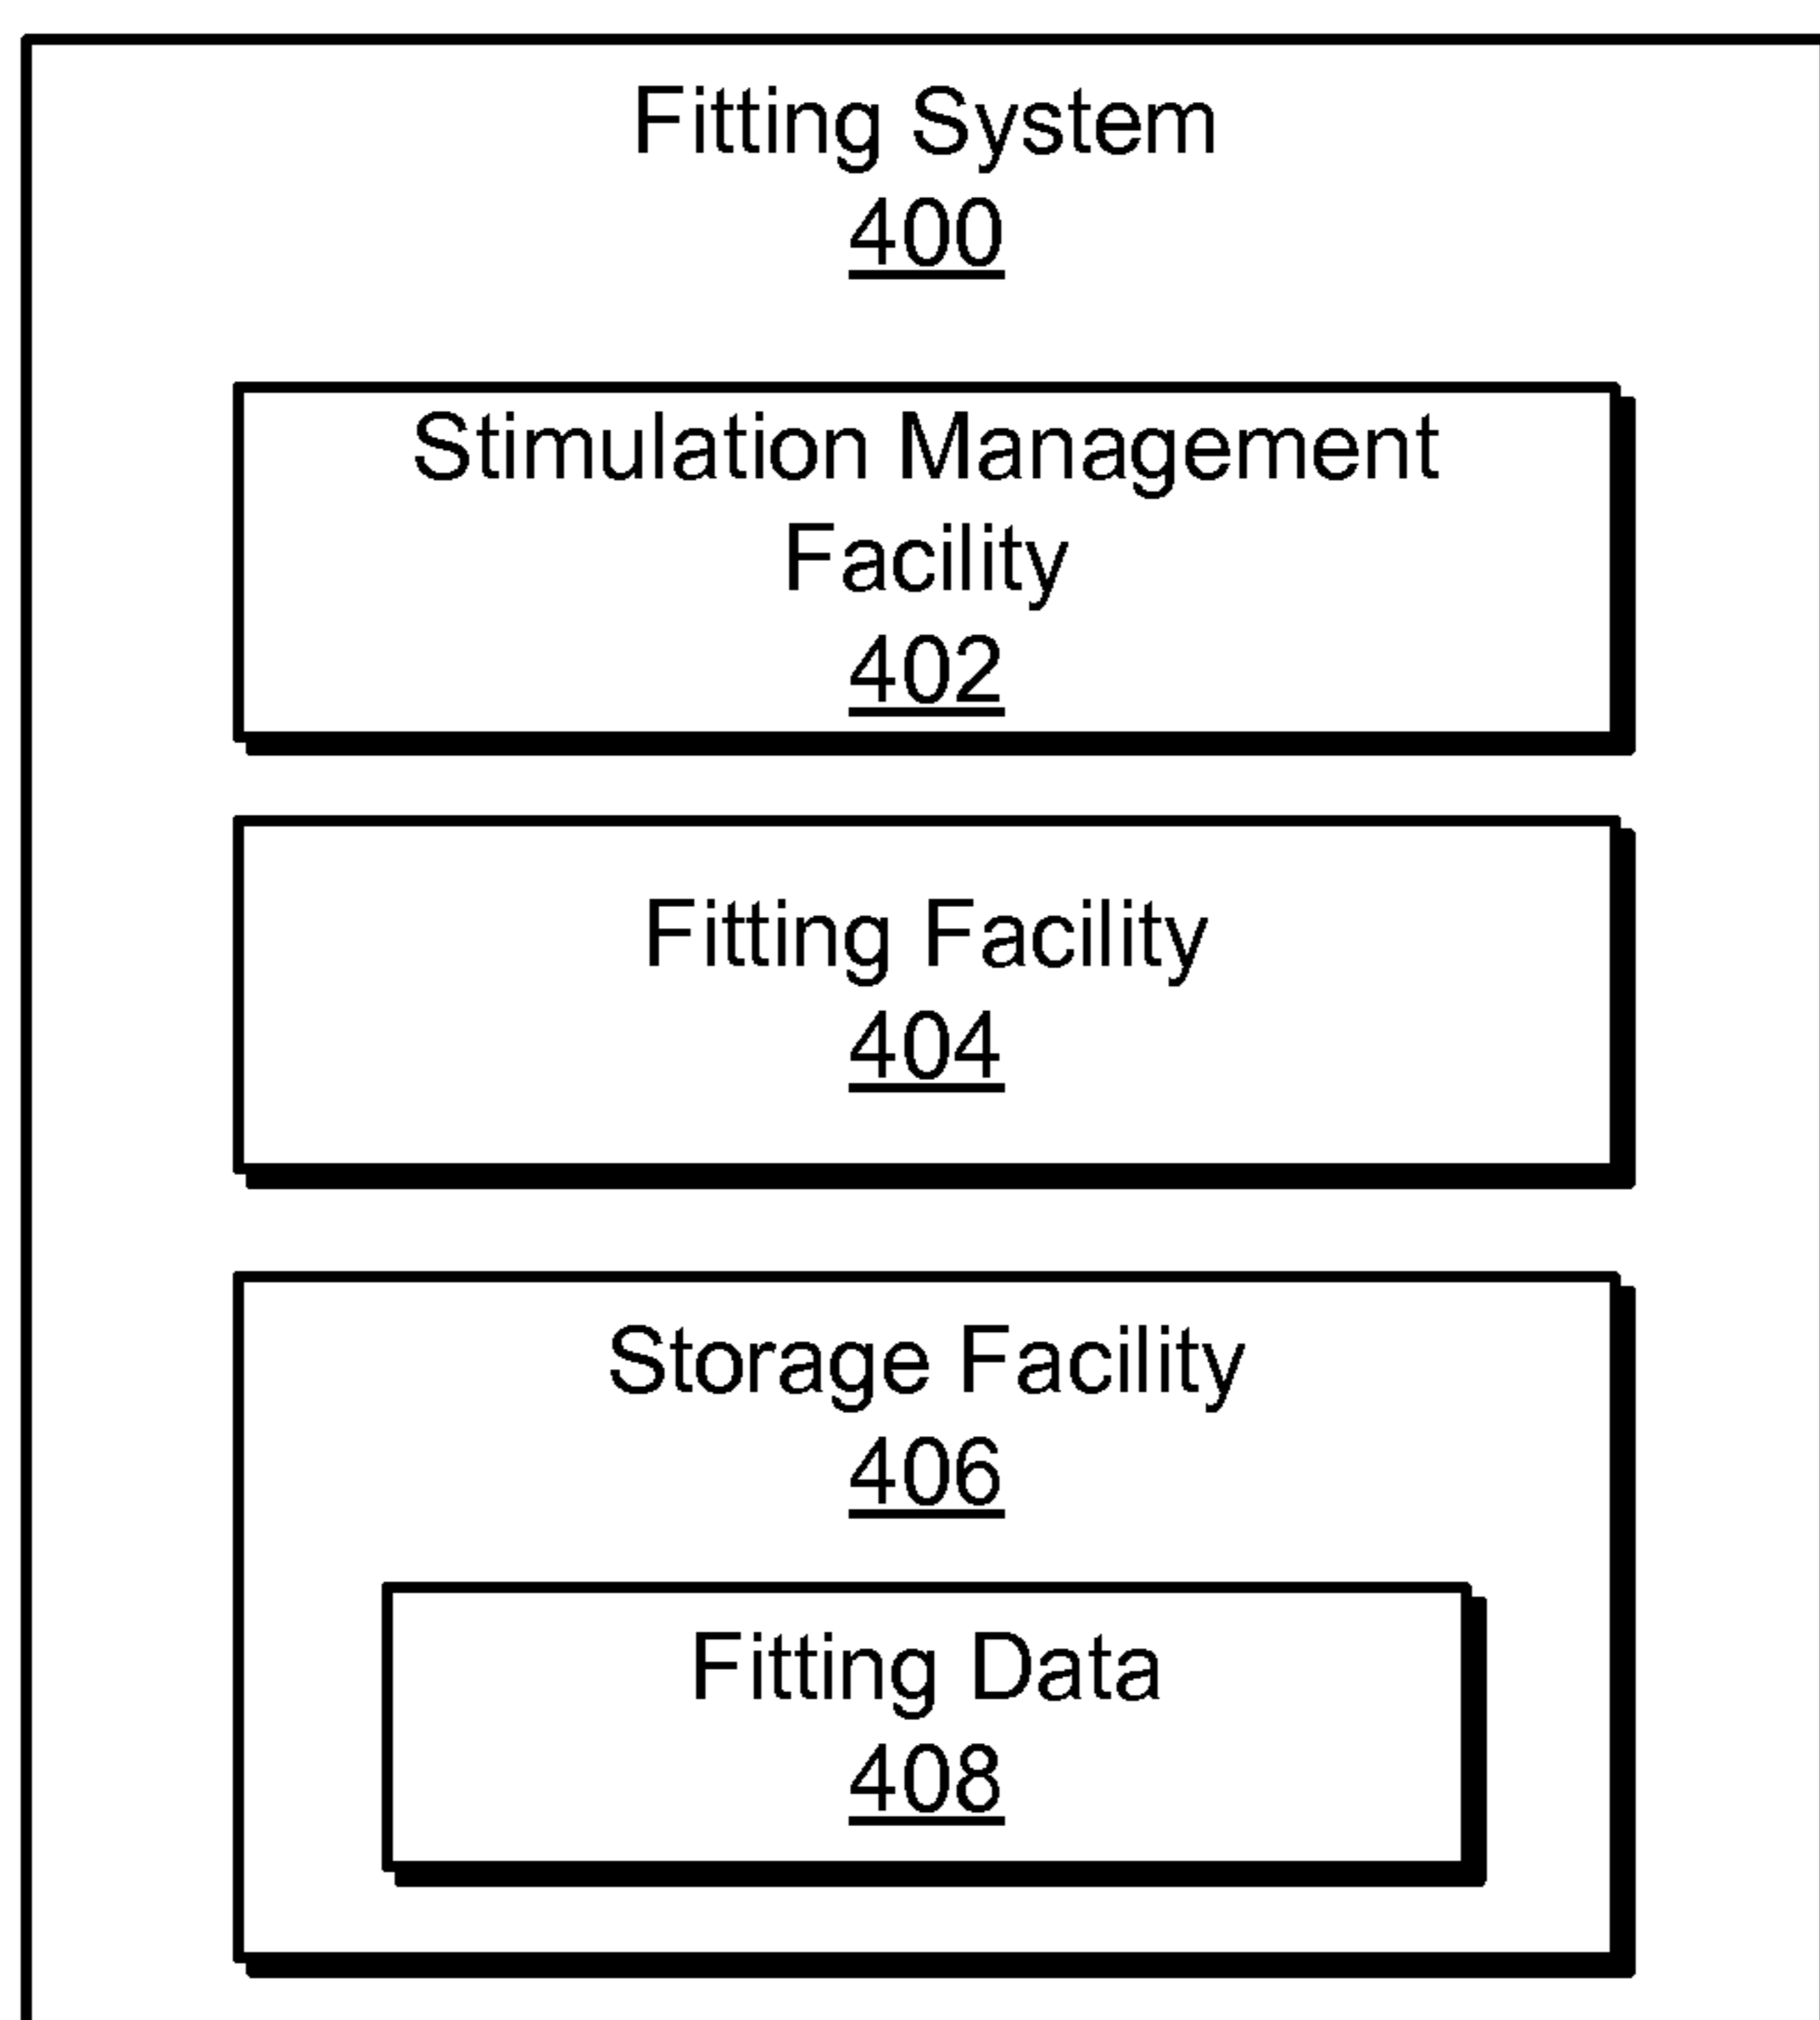 Fitting System
400
Stimulation Management
Facility
402
Fitting Facility
404
Storage Facility
406
Fitting Data
408